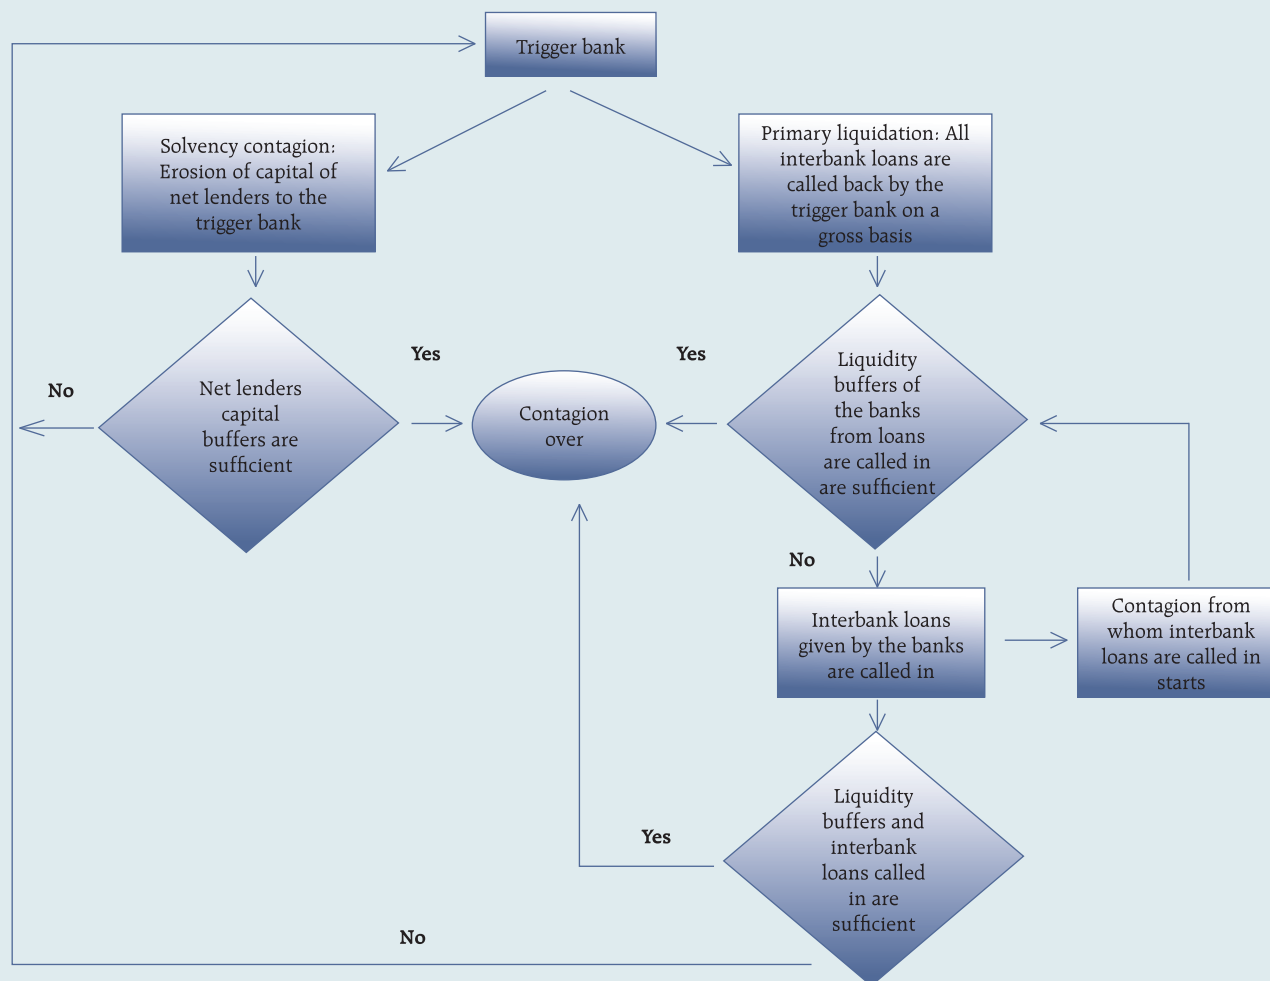 Trigger bank
Solvency contagion:
Erosion of capital of
net lenders to the
trigger bank
Primary liquidation: All
interbank loans are
called back by the
trigger bank on a
gross basis
No
Net lenders
capital
buffers are
sufficient
Yes
Contagion
over
Yes
Liquidity
buffers of
the banks
from loans
are called in
are sufficient
No
Interbank loans
given by the banks
are called in
Contagion from
whom interbank
loans are called in
starts
Liquidity
buffers and
interbank
loans called
in are
sufficient
Yes
No